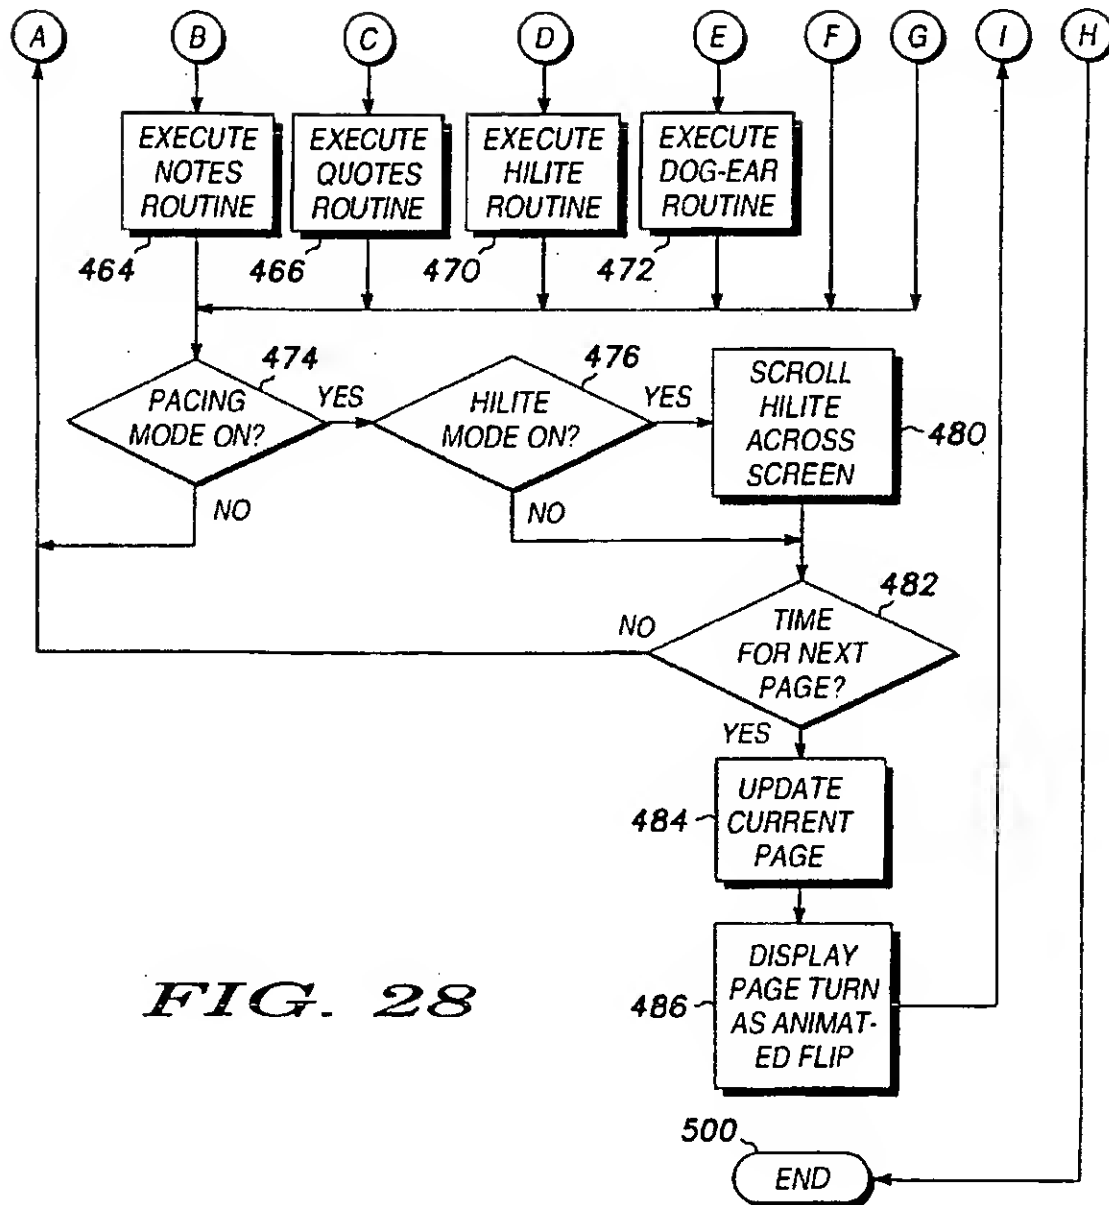 A B C D E F G I H
EXECUTE
NOTES
ROUTINE
464
EXECUTE
QUOTES
ROUTINE
466
EXECUTE
HILITE
ROUTINE
470
EXECUTE
DOG-EAR
ROUTINE
472
PACING
MODE ON?
474
YES
NO
HILITE
MODE ON?
476
YES
NO
SCROLL
HILITE
ACROSS
SCREEN
480
TIME
FOR NEXT
PAGE?
482
NO
YES
UPDATE
CURRENT
PAGE
484
DISPLAY
PAGE TURN
AS ANIMAT-
ED FLIP
486
FIG. 28
500
END